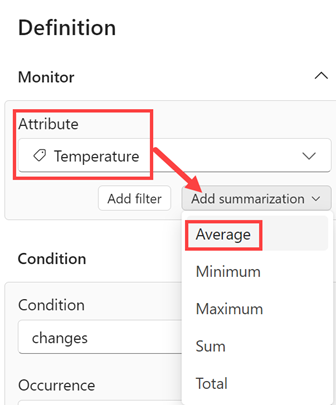 Definition
Monitor
Attribute
Temperature
Add filter
Add summarization
Average
Minimum
Maximum
Sum
Total
Condition
Condition
changes
Occurrence